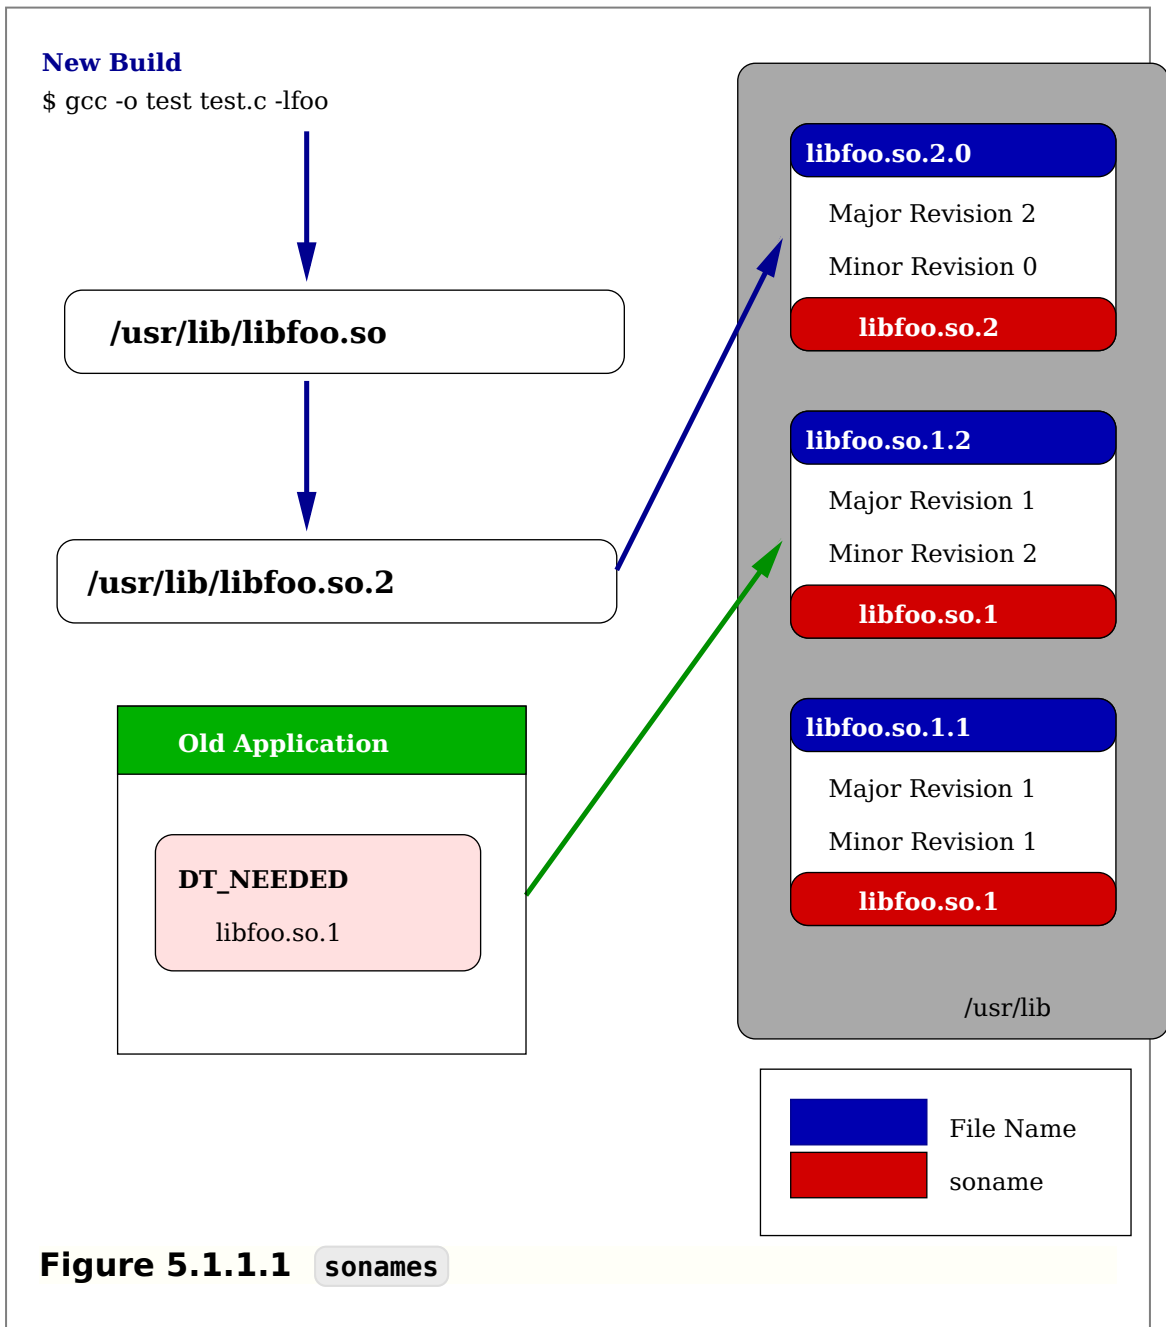 New Build
$ gcc -o test test.c -lfoo
/usr/lib/libfoo.so
/usr/lib/libfoo.so.2
Old Application
DT_NEEDED
libfoo.so.1
libfoo.so.2.0
Major Revision 2
Minor Revision 0
libfoo.so.2
libfoo.so.1.2
Major Revision 1
Minor Revision 2
libfoo.so.1
libfoo.so.1.1
Major Revision 1
Minor Revision 1
libfoo.so.1
/usr/lib
File Name
soname
Figure 5.1.1.1 sonames